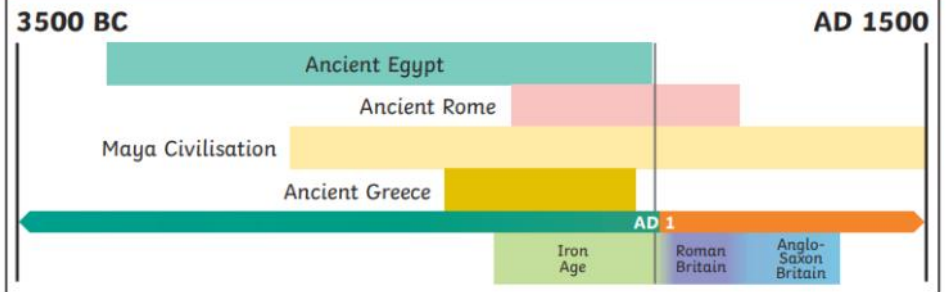 3500 BC
AD 1500
Ancient Egypt
Ancient Rome
Maya Civilisation
Ancient Greece
AD 1
Iron
Age
Roman
Britain
Anglo-
Saxon
Britain